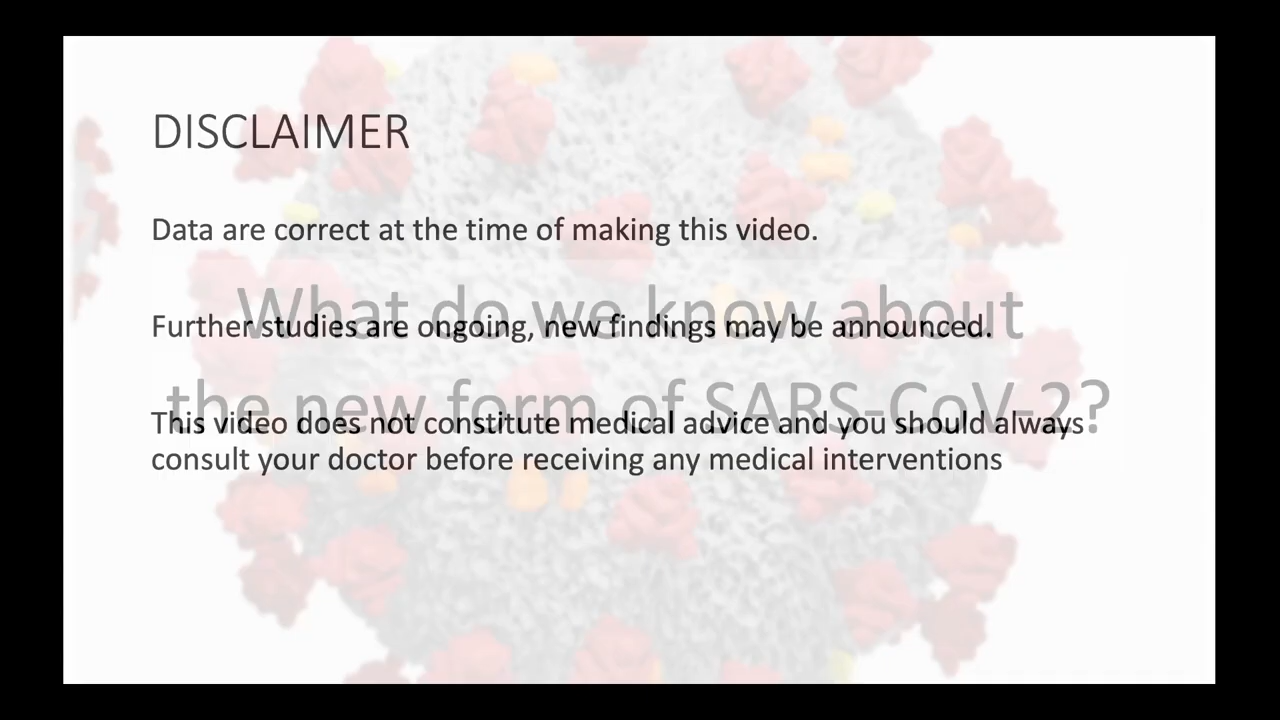 DISCLAIMER
Data are correct at the time of making this video.
What do we know about
Further studies are ongoing, new findings may be announced.
the new form of SARS-CoV-2?
This video does not constitute medical advice and you should always
consult your doctor before receiving any medical interventions